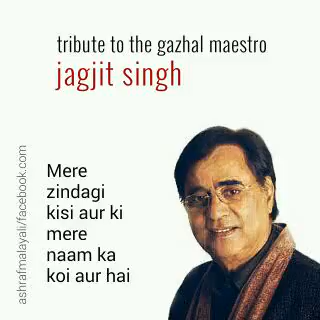 tribute to the gazhal maestro
jagjit singh
Mere
zindagi
kisi aur ki
mere
naam ka
koi aur hai
ashrafmalayali/facebook.com